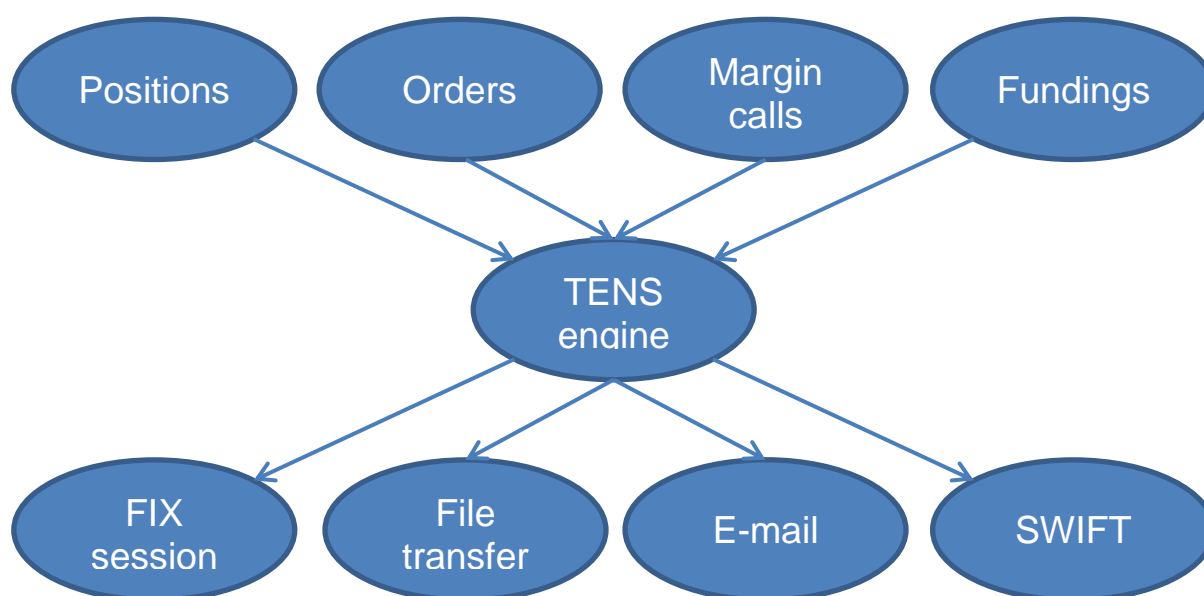 Positions
Orders
Margin
calls
Fundings
TENS
engine
FIX
session
File
transfer
E-mail
SWIFT